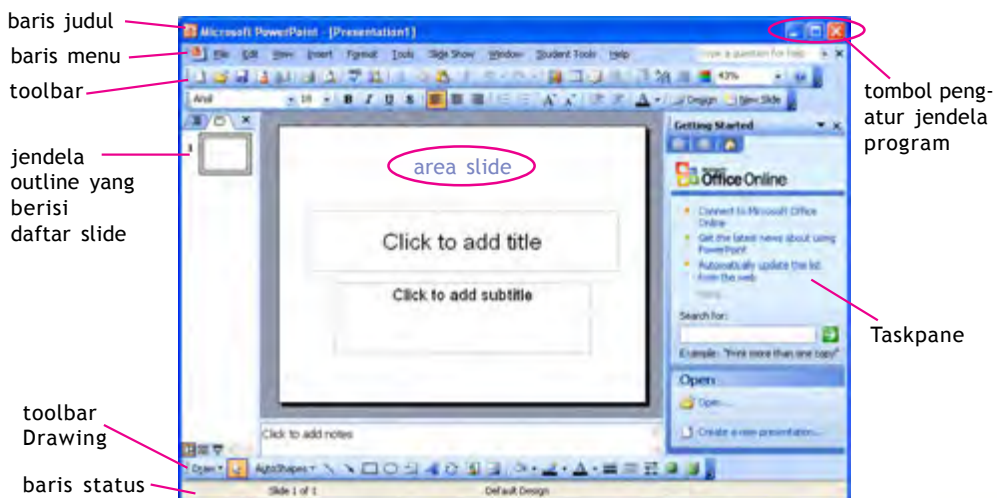 baris judul
Microsoft PowerPoint - [Presentation1]
baris menu
File Edit View Insert Format Tools Slide Show Window Student Tools Help
Type a question for help
toolbar
43%
Arial 18 B I U S
Design New Slide
tombol peng-
atur jendela
program
jendela
outline yang
berisi
daftar slide
1
area slide
Click to add title
Click to add subtitle
Getting Started
Microsoft
Office Online
Connect to Microsoft Office
Online
Get the latest news about using
PowerPoint
Automatically update this list
from the web
Search for:
Example: "Print more than one copy"
Taskpane
Open
Open...
Create a new presentation...
Click to add notes
toolbar
Drawing
Draw AutoShapes
baris status
Slide 1 of 1
Default Design